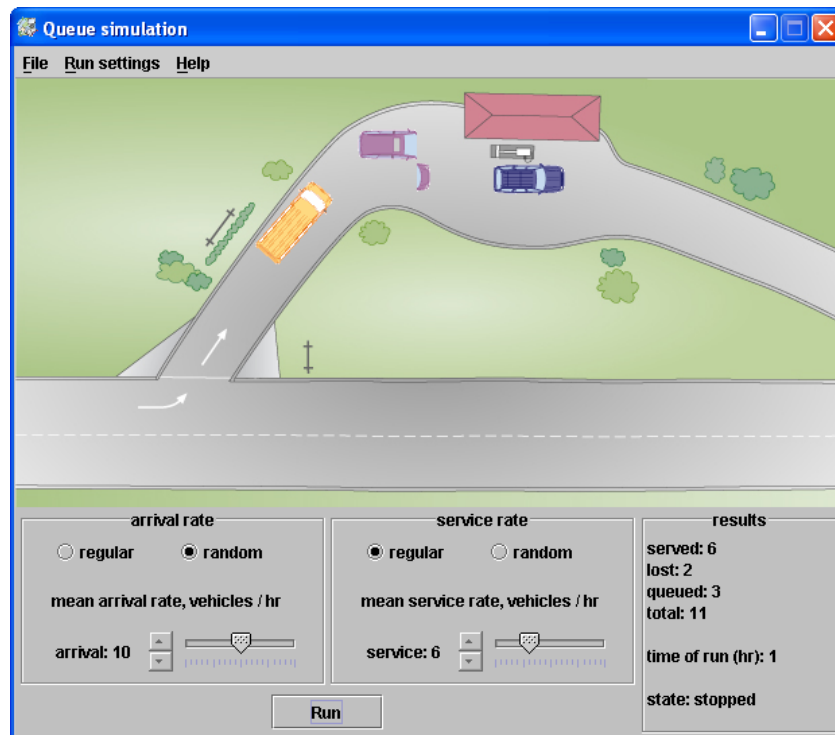 Queue simulation
File Run settings Help
arrival rate
regular random
mean arrival rate, vehicles / hr
arrival: 10
service rate
regular random
mean service rate, vehicles / hr
service: 6
results
served: 6
lost: 2
queued: 3
total: 11
time of run (hr): 1
state: stopped
Run